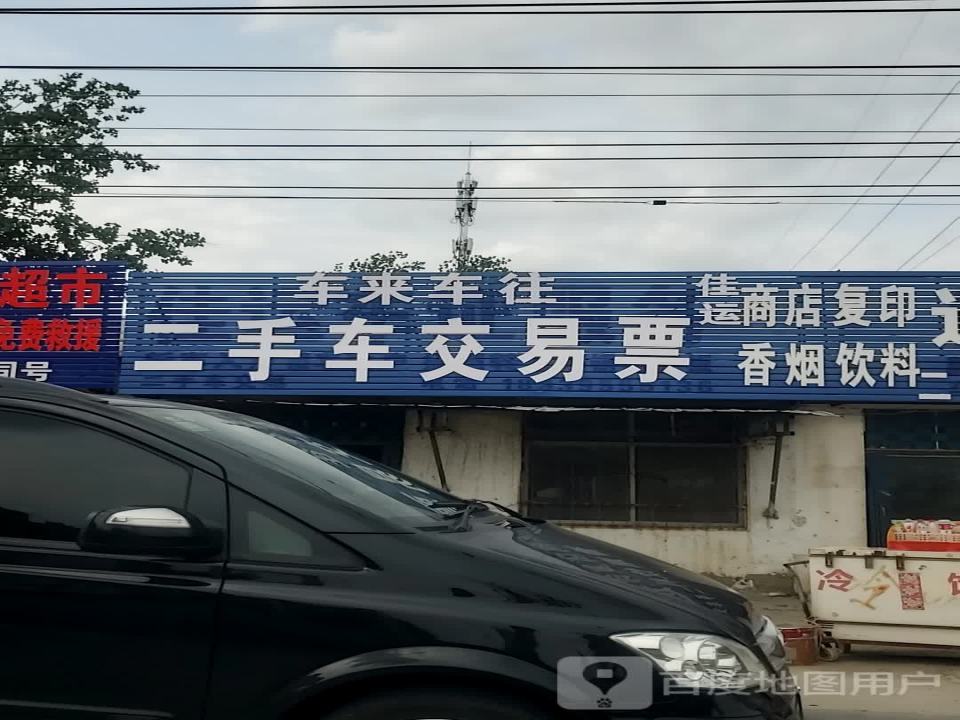 超市
免费救援
同号
车来车往
二手车交易票
佳运
商店复印
香烟饮料
冷
百度地图用户